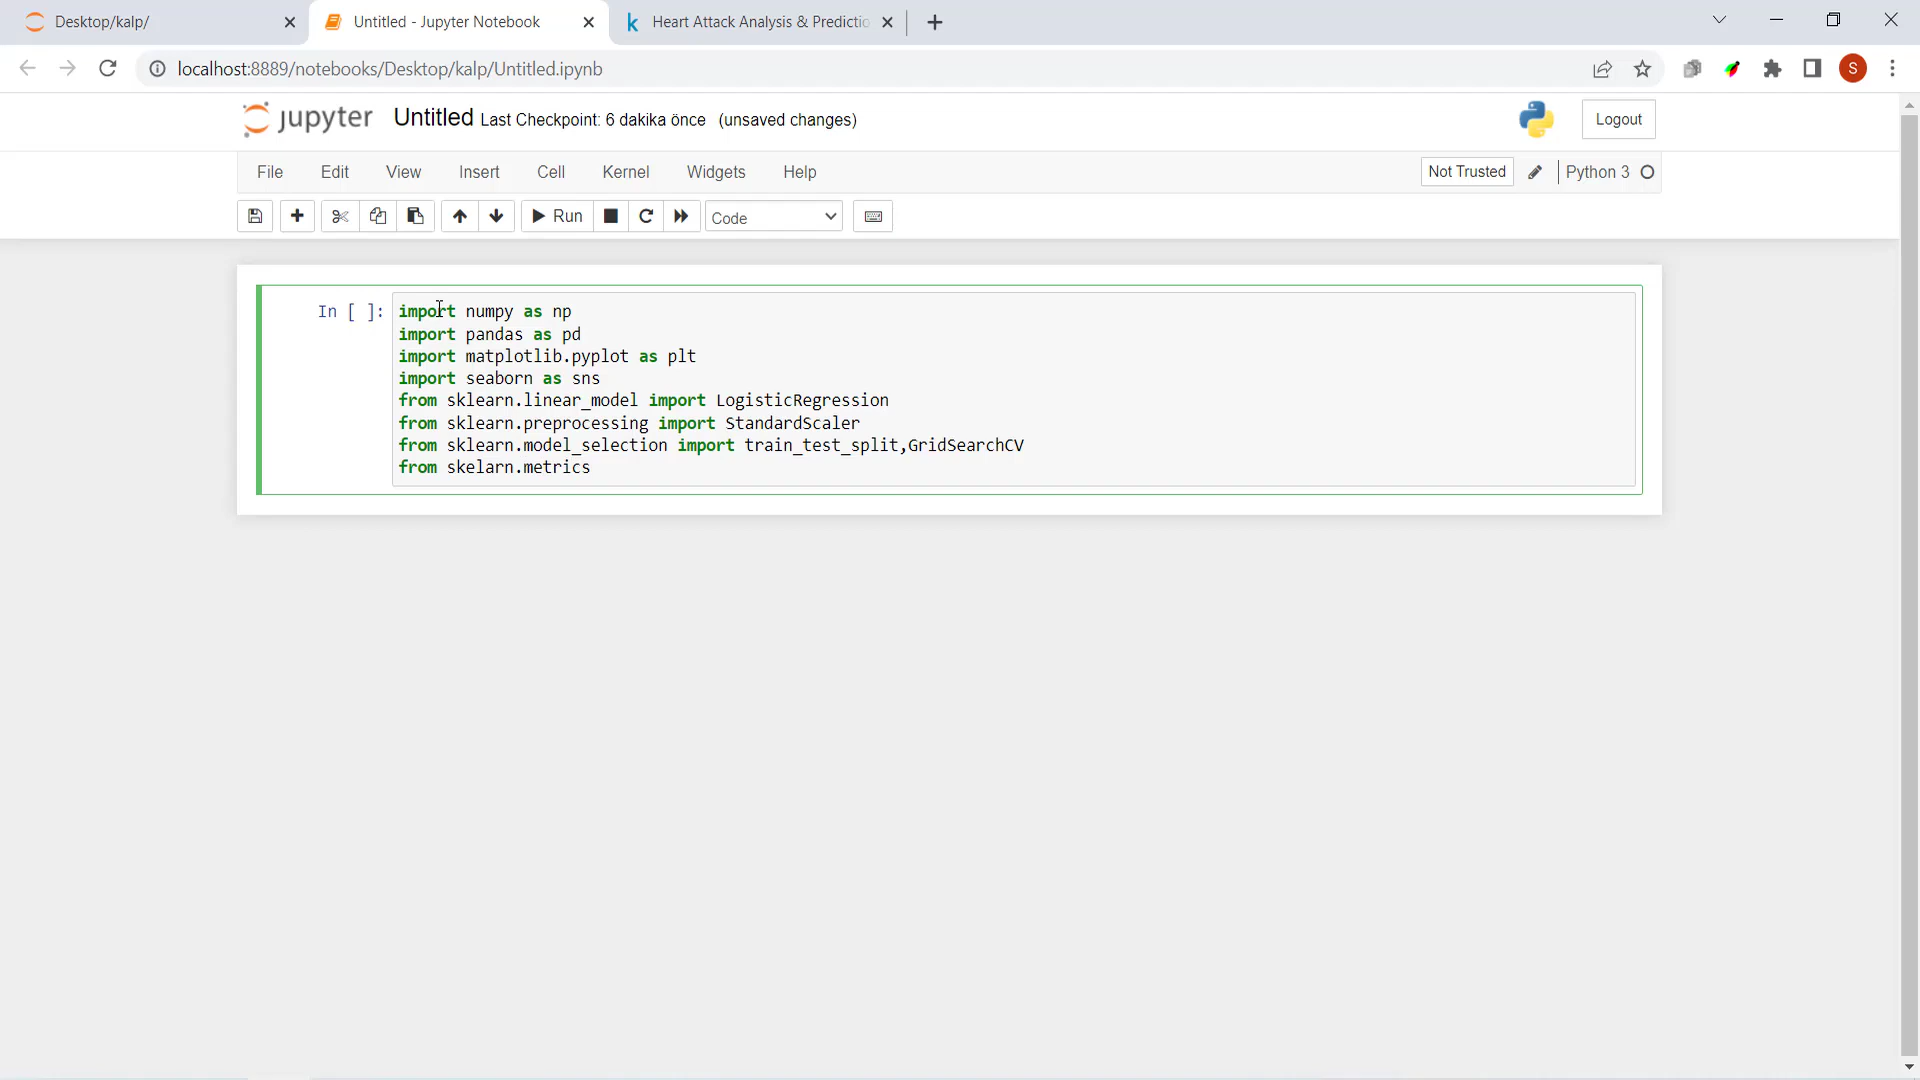 Desktop/kalp/
Untitled - Jupyter Notebook
Heart Attack Analysis & Predictio
localhost:8889/notebooks/Desktop/kalp/Untitled.ipynb
S
jupyter Untitled Last Checkpoint: 6 dakika önce (unsaved changes)
Logout
File Edit View Insert Cell Kernel Widgets Help
Not Trusted
Python 3
Run
Code
In [ ]:
import numpy as np
import pandas as pd
import matplotlib.pyplot as plt
import seaborn as sns
from sklearn.linear_model import LogisticRegression
from sklearn.preprocessing import StandardScaler
from sklearn.model_selection import train_test_split,GridSearchCV
from skelarn.metrics